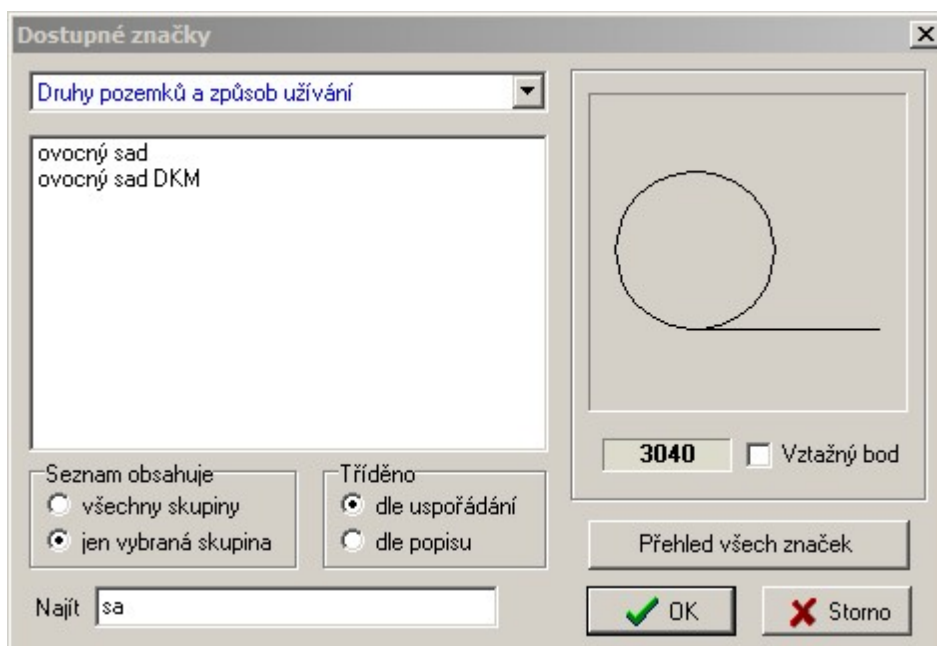 Dostupné značky
Druhy pozemků a způsob užívání
ovocný sad
ovocný sad DKM
3040
Vztažný bod
Seznam obsahuje
všechny skupiny
jen vybraná skupina
Tříděno
dle uspořádání
dle popisu
Přehled všech značek
Najít
sa
OK
Storno